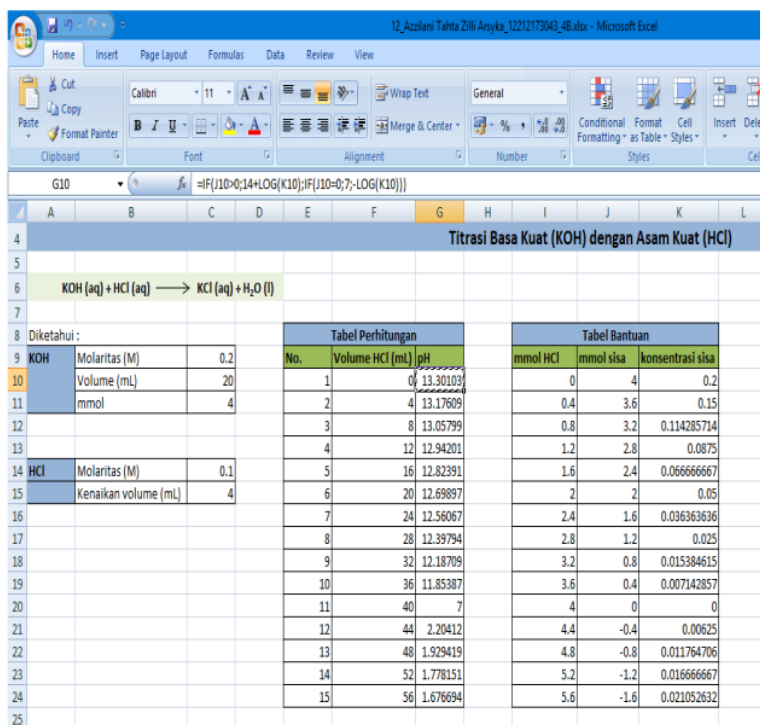 12_Azzilani Tahta Zilli Arsyka_12212173043_4B.xlsx - Microsoft Excel
Home Insert Page Layout Formulas Data Review View
Paste
Cut
Copy
Format Painter
Clipboard
Calibri 11
B I U
Font
Wrap Text
Merge & Center
Alignment
General
Number
Conditional Formatting
Format as Table
Cell Styles
Styles
Insert
G10 fx =IF(J10>0;14+LOG(K10);IF(J10=0;7;-LOG(K10)))
A B C D E F G H I J K L
4 Titrasi Basa Kuat (KOH) dengan Asam Kuat (HCl)
5
6 KOH (aq) + HCl (aq) ⟶ KCl (aq) + H₂O (l)
7
8 Diketahui : Tabel Perhitungan Tabel Bantuan
9 KOH Molaritas (M) 0.2 No. Volume HCl (mL) pH mmol HCl mmol sisa konsentrasi sisa
10 Volume (mL) 20 1 0 13.30103 0 4 0.2
11 mmol 4 2 4 13.17609 0.4 3.6 0.15
12 3 8 13.05799 0.8 3.2 0.114285714
13 4 12 12.94201 1.2 2.8 0.0875
14 HCl Molaritas (M) 0.1 5 16 12.82391 1.6 2.4 0.066666667
15 Kenaikan volume (mL) 4 6 20 12.69897 2 2 0.05
16 7 24 12.56067 2.4 1.6 0.036363636
17 8 28 12.39794 2.8 1.2 0.025
18 9 32 12.18709 3.2 0.8 0.015384615
19 10 36 11.85387 3.6 0.4 0.007142857
20 11 40 7 4 0 0
21 12 44 2.20412 4.4 -0.4 0.00625
22 13 48 1.929419 4.8 -0.8 0.011764706
23 14 52 1.778151 5.2 -1.2 0.016666667
24 15 56 1.676694 5.6 -1.6 0.021052632
25